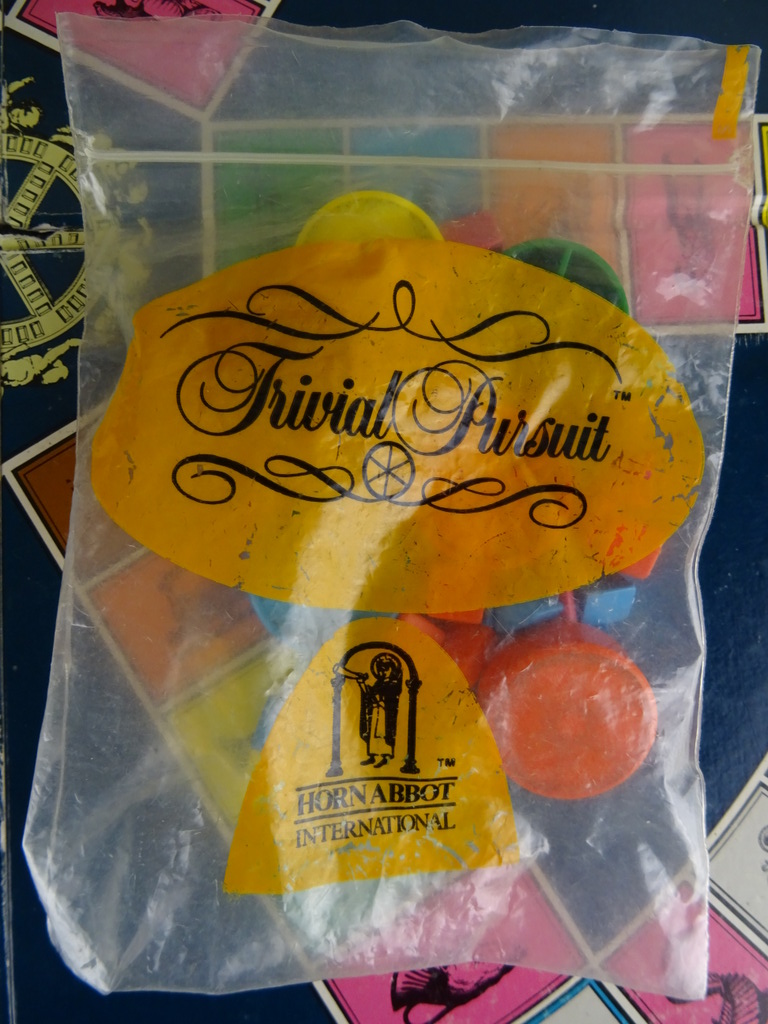 Trivial Pursuit™
™
HORN ABBOT
INTERNATIONAL